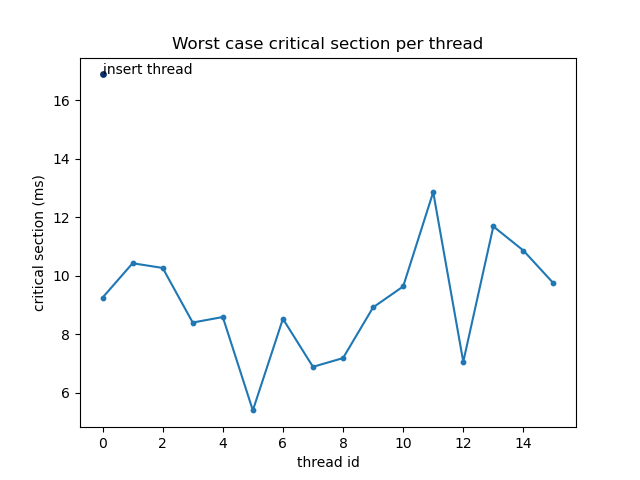 Worst case critical section per thread
insert thread
16
14
12
10
8
6
critical section (ms)
0 2 4 6 8 10 12 14
thread id